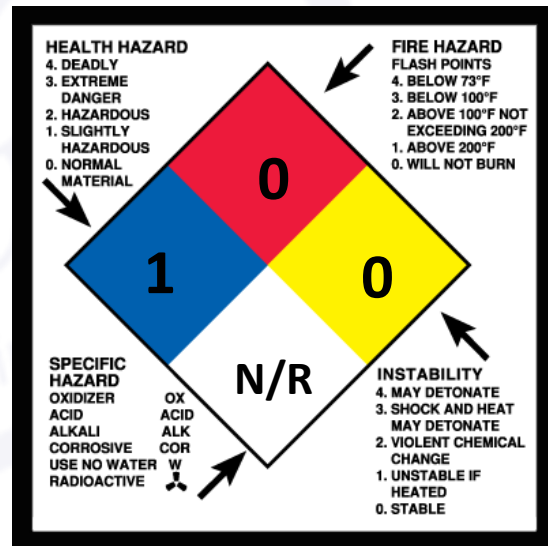 HEALTH HAZARD
4. DEADLY
3. EXTREME
DANGER
2. HAZARDOUS
1. SLIGHTLY
HAZARDOUS
0. NORMAL
MATERIAL
FIRE HAZARD
FLASH POINTS
4. BELOW 73°F
3. BELOW 100°F
2. ABOVE 100°F NOT
EXCEEDING 200°F
1. ABOVE 200°F
0. WILL NOT BURN
0
1
0
N/R
SPECIFIC
HAZARD
OXIDIZER OX
ACID ACID
ALKALI ALK
CORROSIVE COR
USE NO WATER W
RADIOACTIVE
INSTABILITY
4. MAY DETONATE
3. SHOCK AND HEAT
MAY DETONATE
2. VIOLENT CHEMICAL
CHANGE
1. UNSTABLE IF
HEATED
0. STABLE